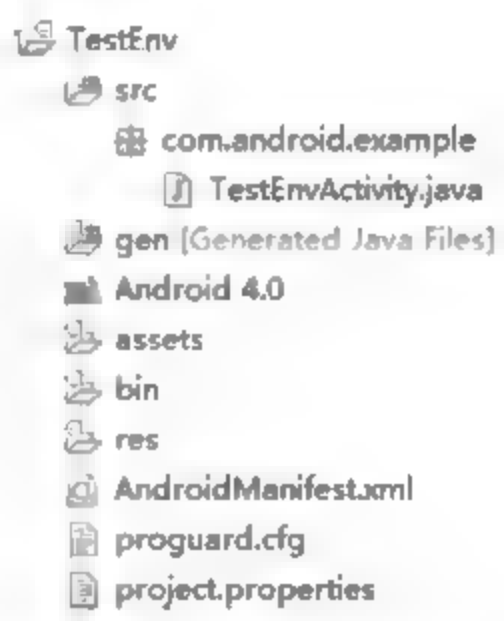 TestEnv
src
com.android.example
TestEnvActivity.java
gen [Generated Java Files]
Android 4.0
assets
bin
res
AndroidManifest.xml
proguard.cfg
project.properties